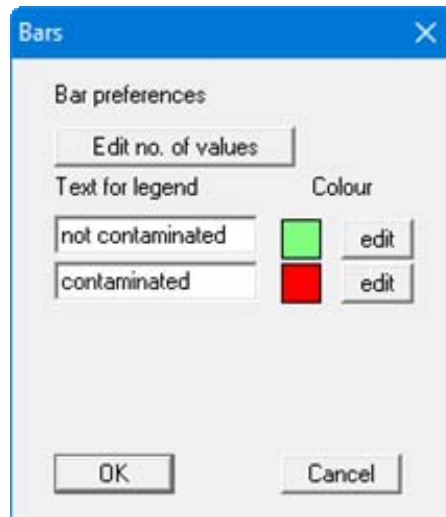 Bars
Bar preferences
Edit no. of values
Text for legend Colour
not contaminated edit
contaminated edit
OK Cancel